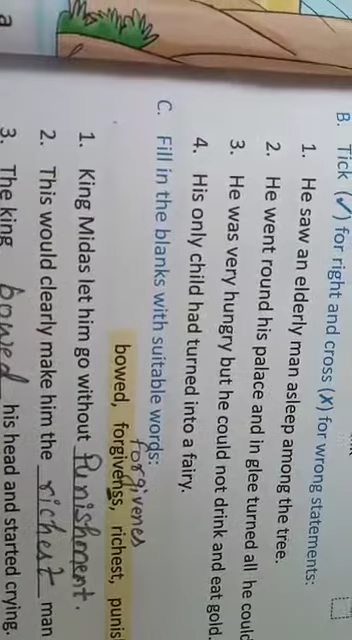 B. Tick (✓) for right and cross (✗) for wrong statements:
1. He saw an elderly man asleep among the tree.
2. He went round his palace and in glee turned all he could
3. He was very hungry but he could not drink and eat gold.
4. His only child had turned into a fairy.
C. Fill in the blanks with suitable words:
forgivenes
bowed, forgivenss, richest, punis
1. King Midas let him go without punishment.
2. This would clearly make him the richest man
3. The king bowed his head and started crying.
a